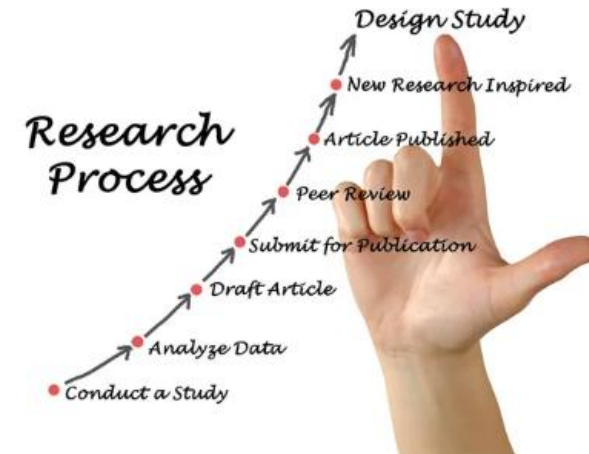 Design Study
New Research Inspired
Research
Process
Article Published
Peer Review
Submit for Publication
Draft Article
Analyze Data
Conduct a Study